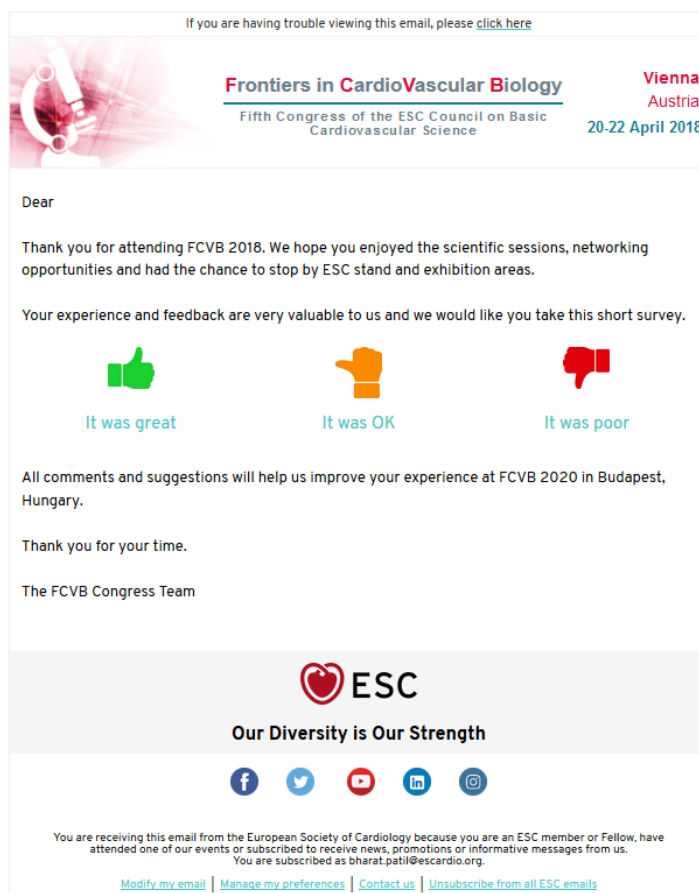 If you are having trouble viewing this email, please click here
Frontiers in CardioVascular Biology
Fifth Congress of the ESC Council on Basic
Cardiovascular Science
Vienna
Austria
20-22 April 2018
Dear
Thank you for attending FCVB 2018. We hope you enjoyed the scientific sessions, networking
opportunities and had the chance to stop by ESC stand and exhibition areas.
Your experience and feedback are very valuable to us and we would like you take this short survey.
It was great
It was OK
It was poor
All comments and suggestions will help us improve your experience at FCVB 2020 in Budapest,
Hungary.
Thank you for your time.
The FCVB Congress Team
ESC
Our Diversity is Our Strength
You are receiving this email from the European Society of Cardiology because you are an ESC member or Fellow, have
attended one of our events or subscribed to receive news, promotions or informative messages from us.
You are subscribed as bharat.patil@escardio.org.
Modify my email | Manage my preferences | Contact us | Unsubscribe from all ESC emails